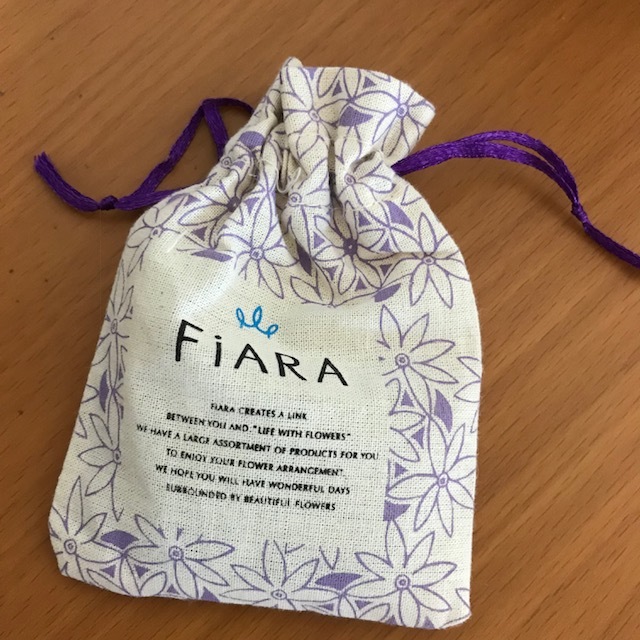 FiARA
FIARA CREATES A LINK
BETWEEN YOU AND "LIFE WITH FLOWERS"
WE HAVE A LARGE ASSORTMENT OF PRODUCTS FOR YOU
TO ENJOY YOUR FLOWER ARRANGEMENT.
WE HOPE YOU WILL HAVE WONDERFUL DAYS
SURROUNDED BY BEAUTIFUL FLOWERS